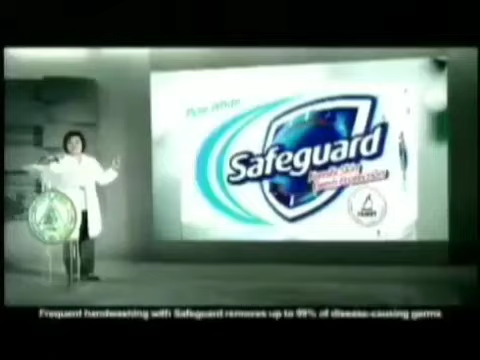 Pure White
Safeguard
Frequent handwashing with Safeguard removes up to 99% of disease-causing germs